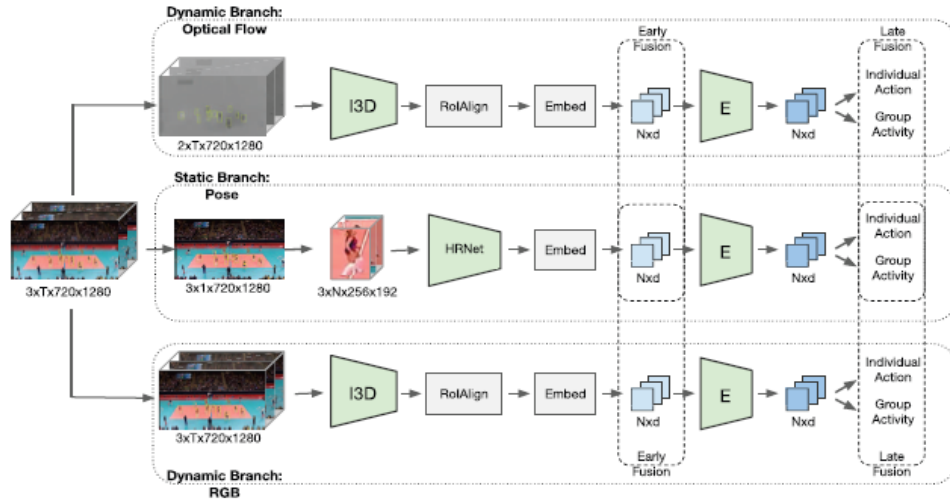 Dynamic Branch:
Optical Flow
2xTx720x1280
I3D
RoIAlign
Embed
Early
Fusion
Nxd
E
Nxd
Late
Fusion
Individual
Action
Group
Activity
3xTx720x1280
Static Branch:
Pose
3x1x720x1280
3xNx256x192
HRNet
Embed
Nxd
E
Nxd
Individual
Action
Group
Activity
3xTx720x1280
I3D
RoIAlign
Embed
Nxd
E
Nxd
Individual
Action
Group
Activity
Early
Fusion
Late
Fusion
Dynamic Branch:
RGB